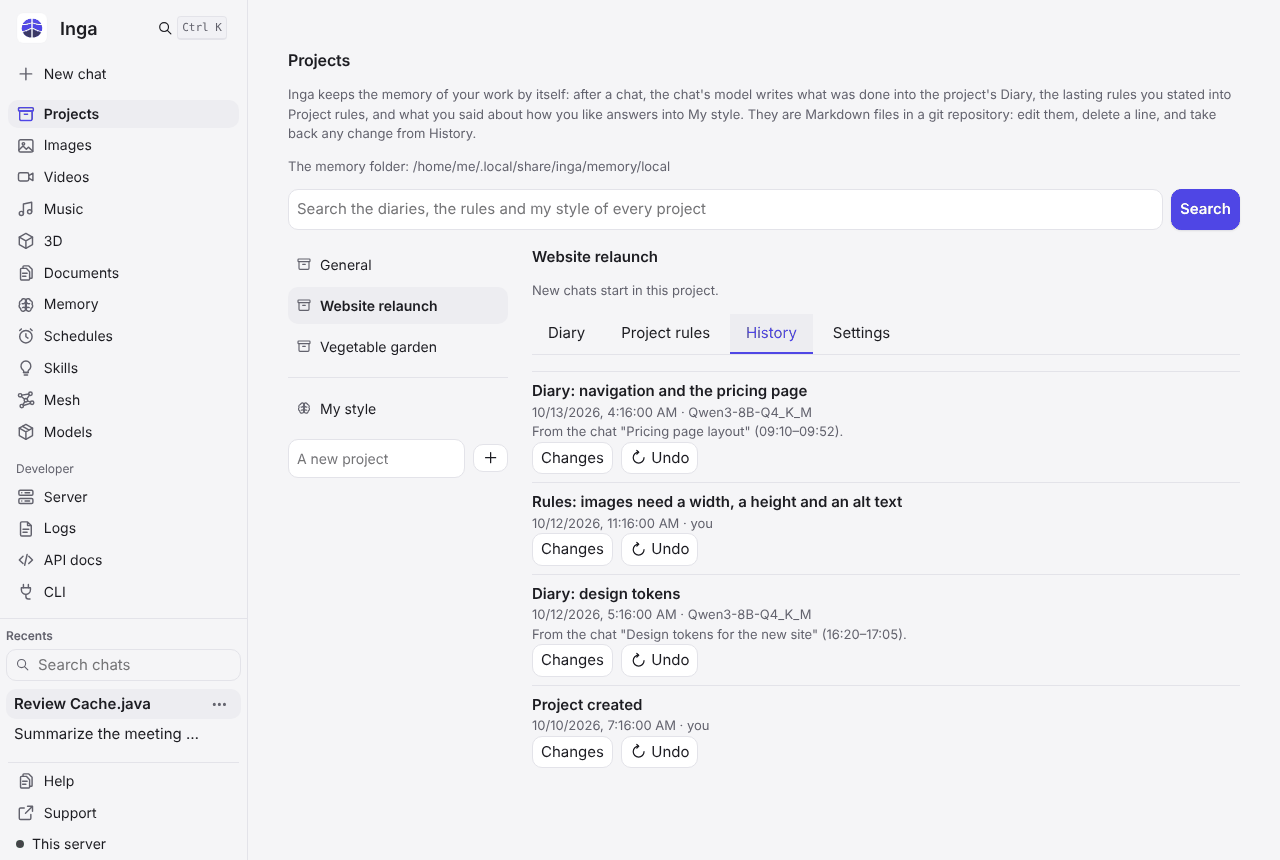 Inga
Ctrl K
New chat
Projects
Images
Videos
Music
3D
Documents
Memory
Schedules
Skills
Mesh
Models
Developer
Server
Logs
API docs
CLI
Recents
Search chats
Review Cache.java
Summarize the meeting ...
Help
Support
This server
Projects
Inga keeps the memory of your work by itself: after a chat, the chat's model writes what was done into the project's Diary, the lasting rules you stated into
Project rules, and what you said about how you like answers into My style. They are Markdown files in a git repository: edit them, delete a line, and take
back any change from History.
The memory folder: /home/me/.local/share/inga/memory/local
Search the diaries, the rules and my style of every project
Search
General
Website relaunch
Vegetable garden
My style
A new project
Website relaunch
New chats start in this project.
Diary
Project rules
History
Settings
Diary: navigation and the pricing page
10/13/2026, 4:16:00 AM · Qwen3-8B-Q4_K_M
From the chat "Pricing page layout" (09:10–09:52).
Changes
Undo
Rules: images need a width, a height and an alt text
10/12/2026, 11:16:00 AM · you
Changes
Undo
Diary: design tokens
10/12/2026, 5:16:00 AM · Qwen3-8B-Q4_K_M
From the chat "Design tokens for the new site" (16:20–17:05).
Changes
Undo
Project created
10/10/2026, 7:16:00 AM · you
Changes
Undo